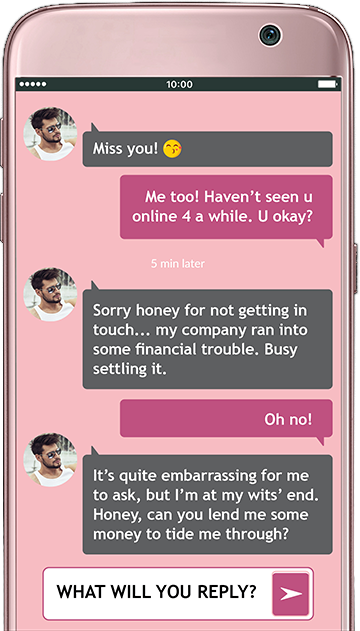 10:00
Miss you! 😙
Me too! Haven't seen u
online 4 a while. U okay?
5 min later
Sorry honey for not getting in
touch... my company ran into
some financial trouble. Busy
settling it.
Oh no!
It's quite embarrassing for me
to ask, but I'm at my wits' end.
Honey, can you lend me some
money to tide me through?
WHAT WILL YOU REPLY?